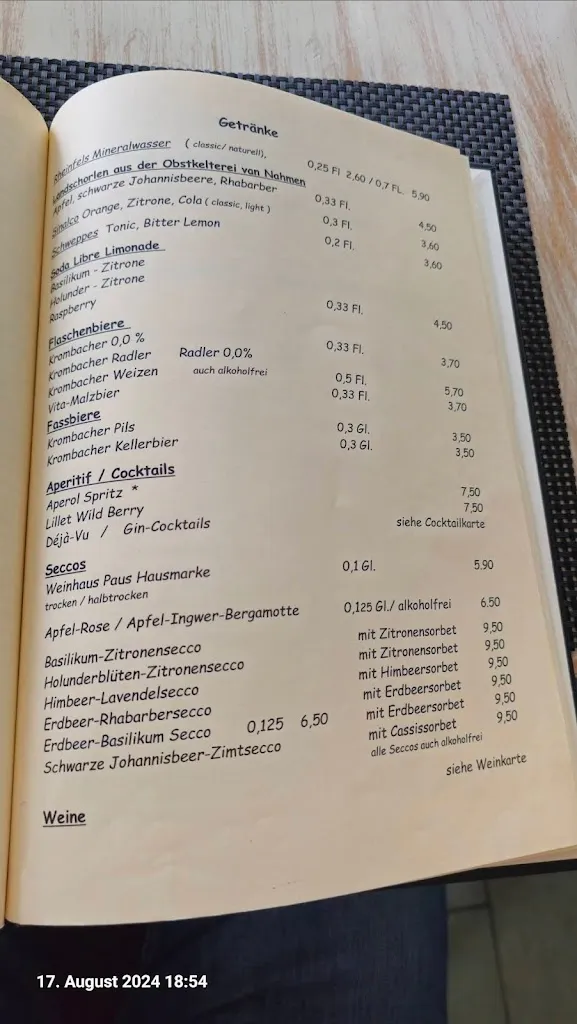 Getränke
Rheinfels Mineralwasser ( classic/ naturell), 0,25 Fl 2,60 / 0,7 FL. 5,90
Landschorlen aus der Obstkelterei van Nahmen
Apfel, schwarze Johannisbeere, Rhabarber 0,33 Fl. 4,50
Sinalco Orange, Zitrone, Cola ( classic, light ) 0,3 Fl. 3,60
Schweppes Tonic, Bitter Lemon 0,2 Fl. 3,60
Soda Libre Limonade
Basilikum - Zitrone
Holunder - Zitrone
Raspberry 0,33 Fl. 4,50
Flaschenbiere
Krombacher 0,0 % 0,33 Fl. 3,70
Krombacher Radler Radler 0,0%
Krombacher Weizen auch alkoholfrei 0,5 Fl. 5,70
Vita-Malzbier 0,33 Fl. 3,70
Fassbiere
Krombacher Pils 0,3 Gl. 3,50
Krombacher Kellerbier 0,3 Gl. 3,50
Aperitif / Cocktails
Aperol Spritz * 7,50
Lillet Wild Berry 7,50
Déjà-Vu / Gin-Cocktails siehe Cocktailkarte
Seccos
Weinhaus Paus Hausmarke 0,1 Gl. 5.90
trocken / halbtrocken
Apfel-Rose / Apfel-Ingwer-Bergamotte 0,125 Gl./ alkoholfrei 6.50
Basilikum-Zitronensecco mit Zitronensorbet 9,50
Holunderblüten-Zitronensecco mit Zitronensorbet 9,50
Himbeer-Lavendelsecco mit Himbeersorbet 9,50
Erdbeer-Rhabarbersecco mit Erdbeersorbet 9,50
Erdbeer-Basilikum Secco 0,125 6,50 mit Erdbeersorbet 9,50
Schwarze Johannisbeer-Zimtsecco mit Cassissorbet 9,50
alle Seccos auch alkoholfrei
Weine siehe Weinkarte
17. August 2024 18:54